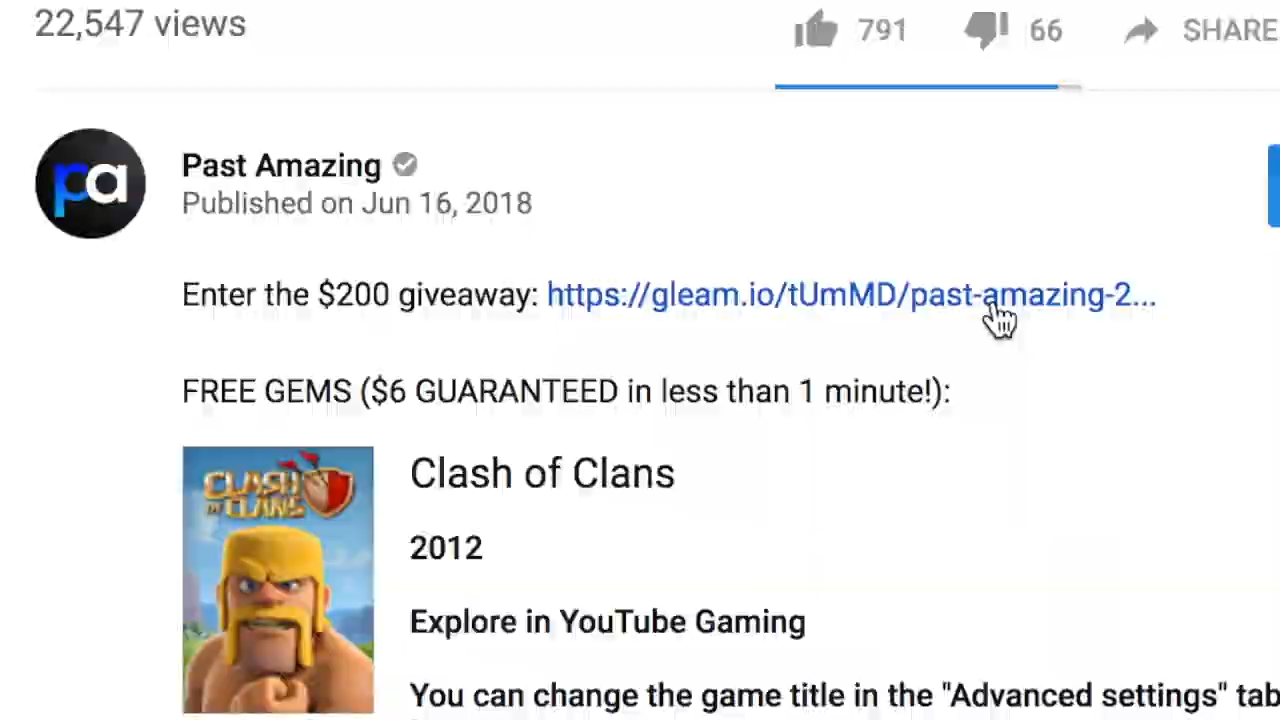 22,547 views
791
66
SHARE
pa
Past Amazing
Published on Jun 16, 2018
Enter the $200 giveaway: https://gleam.io/tUmMD/past-amazing-2...
FREE GEMS ($6 GUARANTEED in less than 1 minute!):
CLASH
OF CLANS
Clash of Clans
2012
Explore in YouTube Gaming
You can change the game title in the "Advanced settings" tab